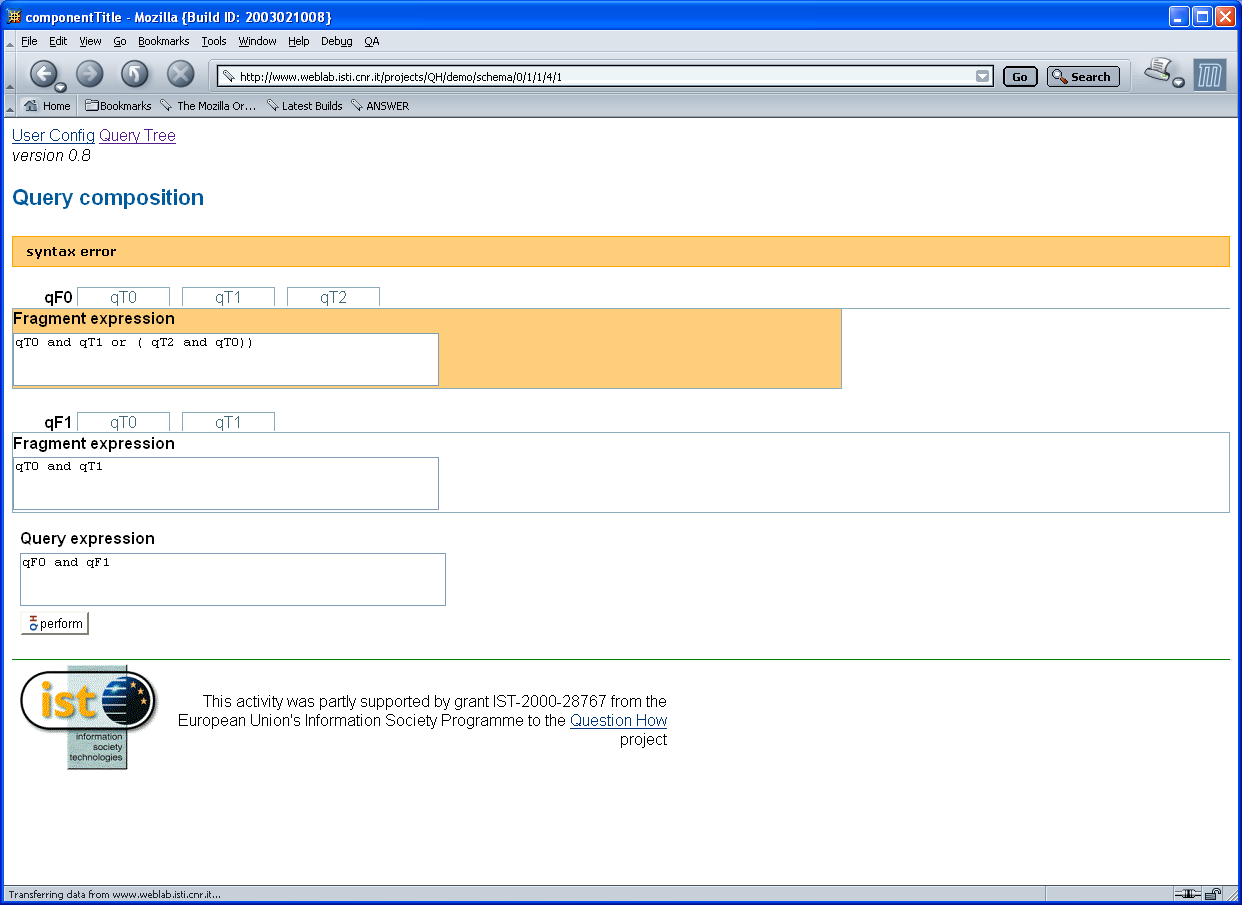 componentTitle - Mozilla {Build ID: 2003021008}
File Edit View Go Bookmarks Tools Window Help Debug QA
http://www.weblab.isti.cnr.it/projects/QH/demo/schema/0/1/1/4/1 Go Search
Home Bookmarks The Mozilla Or... Latest Builds ANSWER
User Config Query Tree
version 0.8
Query composition
syntax error
qF0 qT0 qT1 qT2
Fragment expression
qT0 and qT1 or ( qT2 and qT0))
qF1 qT0 qT1
Fragment expression
qT0 and qT1
Query expression
qF0 and qF1
perform
ist
information
society
technologies
This activity was partly supported by grant IST-2000-28767 from the
European Union's Information Society Programme to the Question How
project
Transferring data from www.weblab.isti.cnr.it...